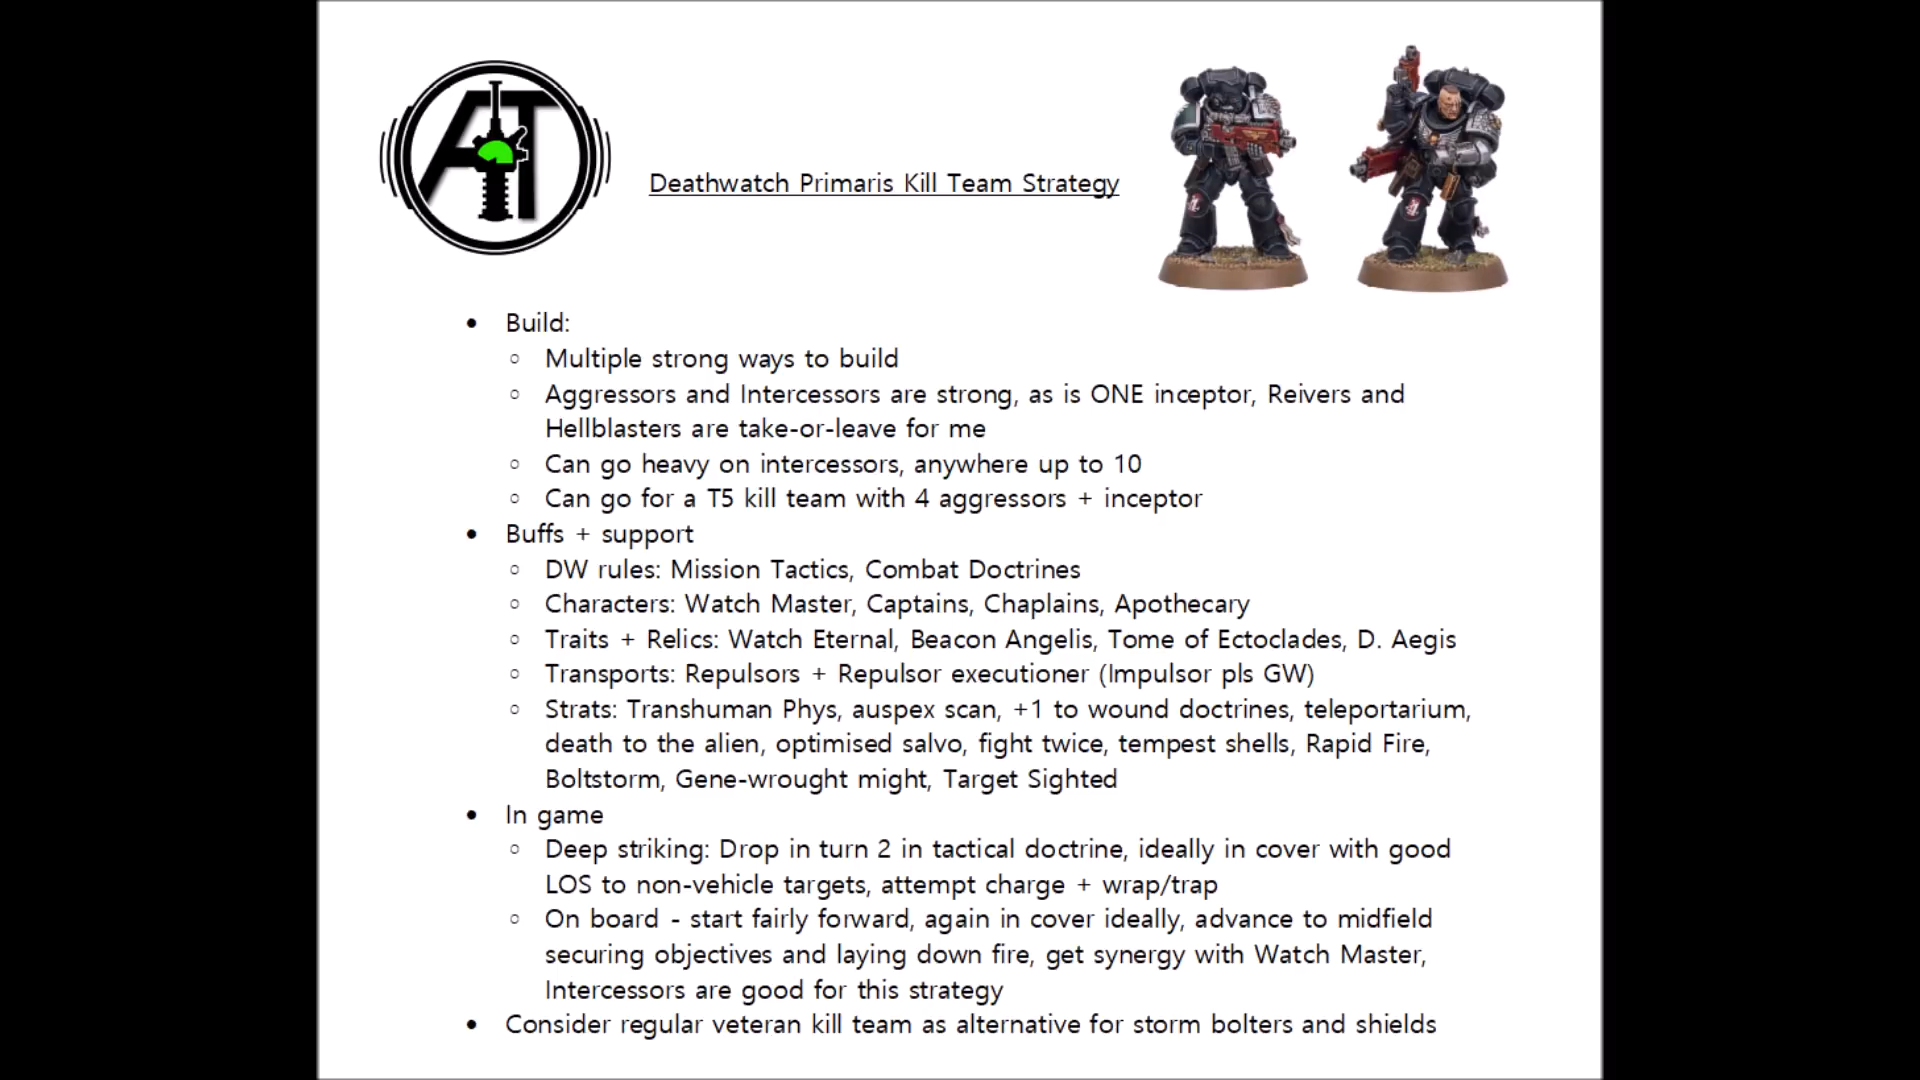 AT
Deathwatch Primaris Kill Team Strategy
• Build:
○ Multiple strong ways to build
○ Aggressors and Intercessors are strong, as is ONE inceptor, Reivers and
Hellblasters are take-or-leave for me
○ Can go heavy on intercessors, anywhere up to 10
○ Can go for a T5 kill team with 4 aggressors + inceptor
• Buffs + support
○ DW rules: Mission Tactics, Combat Doctrines
○ Characters: Watch Master, Captains, Chaplains, Apothecary
○ Traits + Relics: Watch Eternal, Beacon Angelis, Tome of Ectoclades, D. Aegis
○ Transports: Repulsors + Repulsor executioner (Impulsor pls GW)
○ Strats: Transhuman Phys, auspex scan, +1 to wound doctrines, teleportarium,
death to the alien, optimised salvo, fight twice, tempest shells, Rapid Fire,
Boltstorm, Gene-wrought might, Target Sighted
• In game
○ Deep striking: Drop in turn 2 in tactical doctrine, ideally in cover with good
LOS to non-vehicle targets, attempt charge + wrap/trap
○ On board - start fairly forward, again in cover ideally, advance to midfield
securing objectives and laying down fire, get synergy with Watch Master,
Intercessors are good for this strategy
• Consider regular veteran kill team as alternative for storm bolters and shields